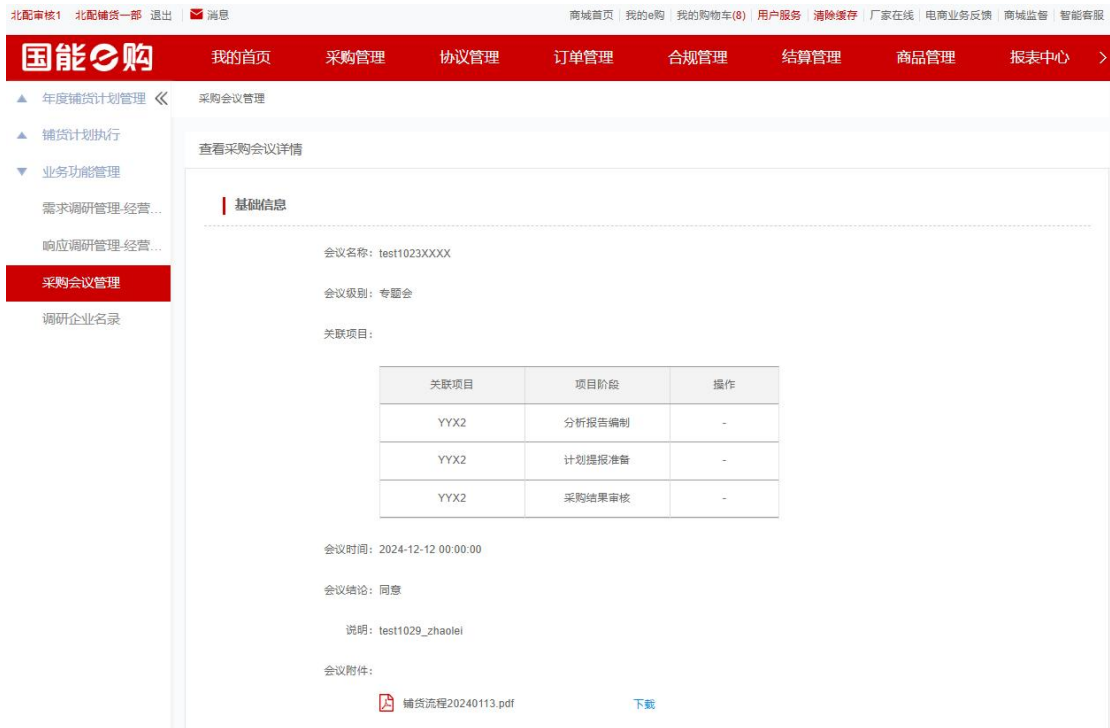 北配审核1 北配铺货一部 退出 消息 商城首页 我的e购 我的购物车(8) 用户服务 清除缓存 厂家在线 电商业务反馈 商城监督 智能客服
国能e购 我的首页 采购管理 协议管理 订单管理 合规管理 结算管理 商品管理 报表中心
年度铺货计划管理 采购会议管理
铺货计划执行
查看采购会议详情
业务功能管理
需求调研管理-经营...
基础信息
响应调研管理-经营...
会议名称: test1023XXXX
采购会议管理
会议级别: 专题会
调研企业名录
关联项目:
关联项目 项目阶段 操作
YYX2 分析报告编制 -
YYX2 计划提报准备 -
YYX2 采购结果审核 -
会议时间: 2024-12-12 00:00:00
会议结论: 同意
说明: test1029_zhaolei
会议附件:
铺货流程20240113.pdf 下载